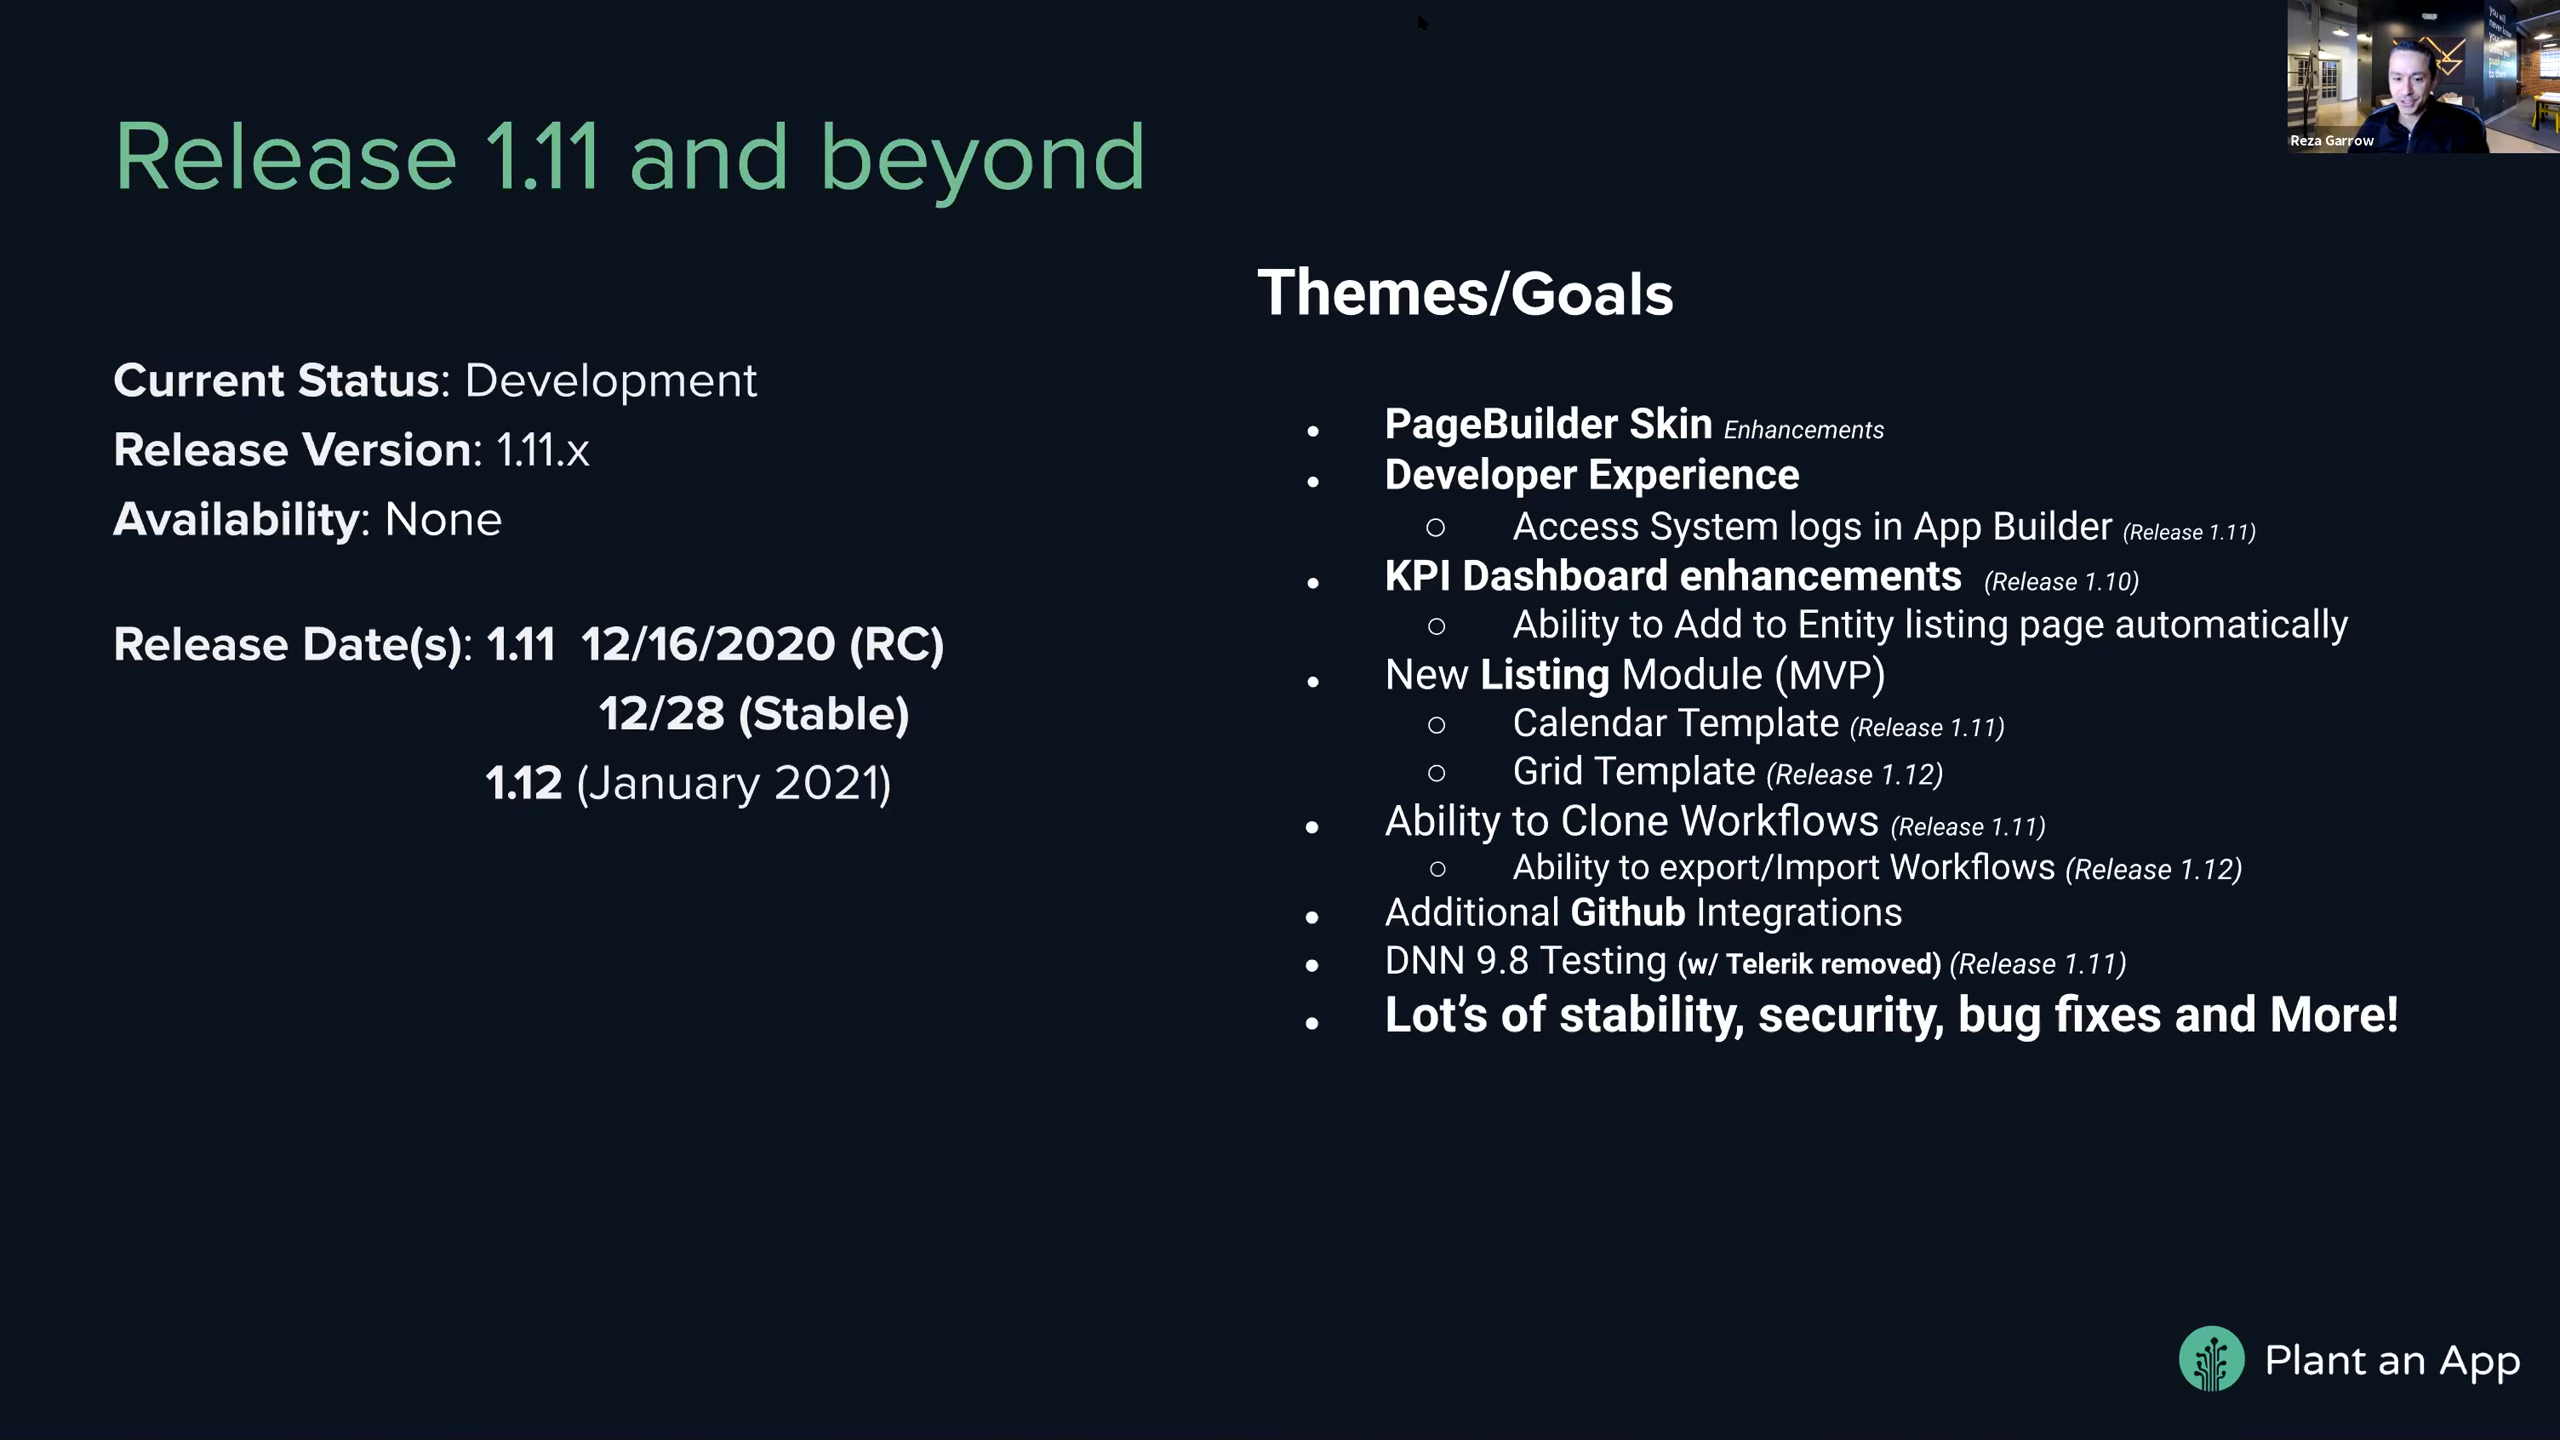 Release 1.11 and beyond
Reza Garrow
Current Status: Development
Release Version: 1.11.x
Availability: None
Release Date(s): 1.11 12/16/2020 (RC)
12/28 (Stable)
1.12 (January 2021)
Themes/Goals
PageBuilder Skin Enhancements
Developer Experience
Access System logs in App Builder (Release 1.11)
KPI Dashboard enhancements (Release 1.10)
Ability to Add to Entity listing page automatically
New Listing Module (MVP)
Calendar Template (Release 1.11)
Grid Template (Release 1.12)
Ability to Clone Workflows (Release 1.11)
Ability to export/Import Workflows (Release 1.12)
Additional Github Integrations
DNN 9.8 Testing (w/ Telerik removed) (Release 1.11)
Lot’s of stability, security, bug fixes and More!
Plant an App